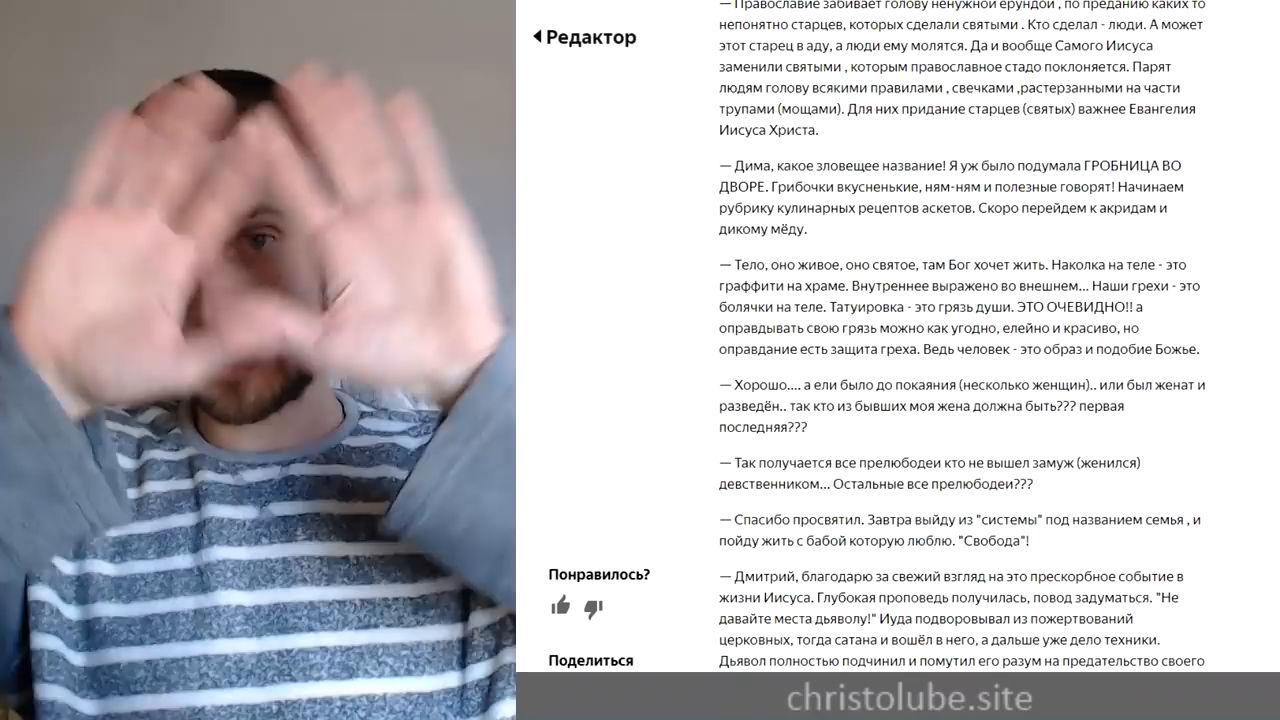 — Православие забивает голову ненужной ерундой , по преданию каких то
непонятно старцев, которых сделали святыми . Кто сделал - люди. А может
этот старец в аду, а люди ему молятся. Да и вообще Самого Иисуса
заменили святыми , которым православное стадо поклоняется. Парят
людям голову всякими правилами , свечками ,растерзанными на части
трупами (мощами). Для них придание старцев (святых) важнее Евангелия
Иисуса Христа.
Редактор
— Дима, какое зловещее название! Я уж было подумала ГРОБНИЦА ВО
ДВОРЕ. Грибочки вкусненькие, ням-ням и полезные говорят! Начинаем
рубрику кулинарных рецептов аскетов. Скоро перейдем к акридам и
дикому мёду.
— Тело, оно живое, оно святое, там Бог хочет жить. Наколка на теле - это
граффити на храме. Внутреннее выражено во внешнем... Наши грехи - это
болячки на теле. Татуировка - это грязь души. ЭТО ОЧЕВИДНО!! а
оправдывать свою грязь можно как угодно, елейно и красиво, но
оправдание есть защита греха. Ведь человек - это образ и подобие Божье.
— Хорошо.... а ели было до покаяния (несколько женщин).. или был женат и
разведён.. так кто из бывших моя жена должна быть??? первая
последняя???
— Так получается все прелюбодеи кто не вышел замуж (женился)
девственником... Остальные все прелюбодеи???
— Спасибо просвятил. Завтра выйду из "системы" под названием семья , и
пойду жить с бабой которую люблю. "Свобода"!
— Дмитрий, благодарю за свежий взгляд на это прескорбное событие в
жизни Иисуса. Глубокая проповедь получилась, повод задуматься. "Не
давайте места дьяволу!" Иуда подворовывал из пожертвований
церковных, тогда сатана и вошёл в него, а дальше уже дело техники.
Дьявол полностью подчинил и помутил его разум на предательство своего
Понравилось?
Поделиться
christolube.site